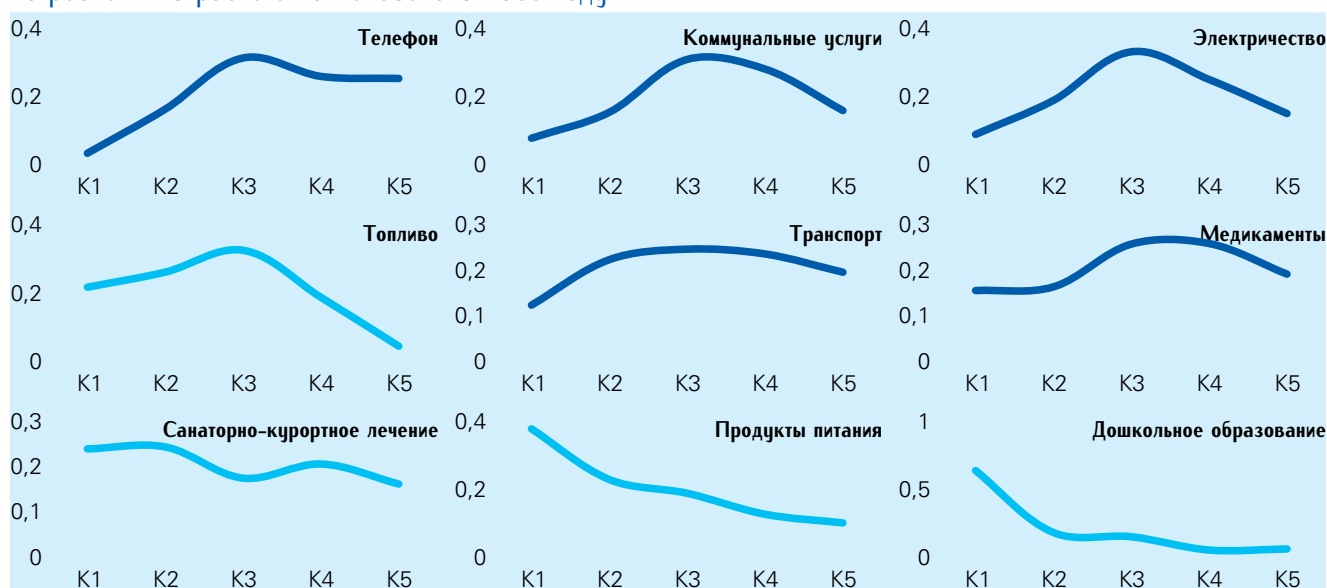 0,4 Телефон 0,4 Коммунальные услуги 0,4 Электричество
0,2 0,2 0,2
0 0 0
К1 К2 К3 К4 К5 К1 К2 К3 К4 К5 К1 К2 К3 К4 К5
0,4 Топливо 0,3 Транспорт 0,3 Медикаменты
0,2 0,2 0,2
0,1 0,1
0 0 0
К1 К2 К3 К4 К5 К1 К2 К3 К4 К5 К1 К2 К3 К4 К5
0,3 Санаторно-курортное лечение 0,4 Продукты питания 1 Дошкольное образование
0,2 0,2 0,5
0,1
0 0 0
К1 К2 К3 К4 К5 К1 К2 К3 К4 К5 К1 К2 К3 К4 К5